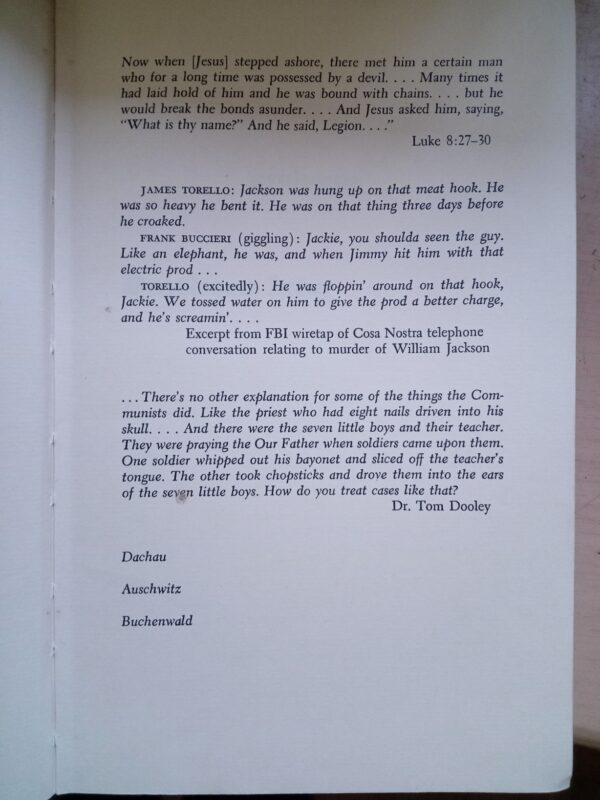 Now when [Jesus] stepped ashore, there met him a certain man
who for a long time was possessed by a devil. . . . Many times it
had laid hold of him and he was bound with chains. . . . but he
would break the bonds asunder. . . . And Jesus asked him, saying,
"What is thy name?" And he said, Legion. . . ."
Luke 8:27–30
JAMES TORELLO: Jackson was hung up on that meat hook. He
was so heavy he bent it. He was on that thing three days before
he croaked.
FRANK BUCCIERI (giggling): Jackie, you shoulda seen the guy.
Like an elephant, he was, and when Jimmy hit him with that
electric prod . . .
TORELLO (excitedly): He was floppin' around on that hook,
Jackie. We tossed water on him to give the prod a better charge,
and he's screamin'. . . .
Excerpt from FBI wiretap of Cosa Nostra telephone
conversation relating to murder of William Jackson
. . . There's no other explanation for some of the things the Com-
munists did. Like the priest who had eight nails driven into his
skull. . . . And there were the seven little boys and their teacher.
They were praying the Our Father when soldiers came upon them.
One soldier whipped out his bayonet and sliced off the teacher's
tongue. The other took chopsticks and drove them into the ears
of the seven little boys. How do you treat cases like that?
Dr. Tom Dooley
Dachau
Auschwitz
Buchenwald